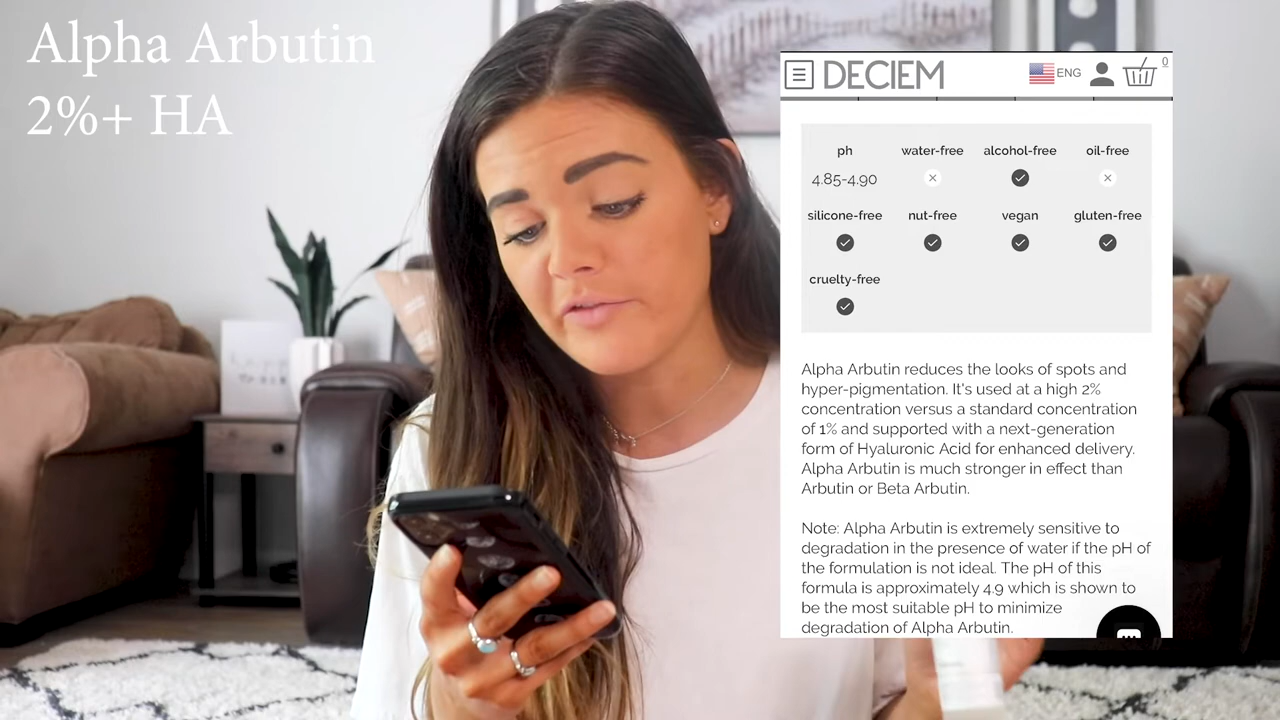 Alpha Arbutin
2%+ HA
DECIEM
ENG
0
ph water-free alcohol-free oil-free
4.85-4.90
silicone-free nut-free vegan gluten-free
cruelty-free
Alpha Arbutin reduces the looks of spots and
hyper-pigmentation. It's used at a high 2%
concentration versus a standard concentration
of 1% and supported with a next-generation
form of Hyaluronic Acid for enhanced delivery.
Alpha Arbutin is much stronger in effect than
Arbutin or Beta Arbutin.
Note: Alpha Arbutin is extremely sensitive to
degradation in the presence of water if the pH of
the formulation is not ideal. The pH of this
formula is approximately 4.9 which is shown to
be the most suitable pH to minimize
degradation of Alpha Arbutin.